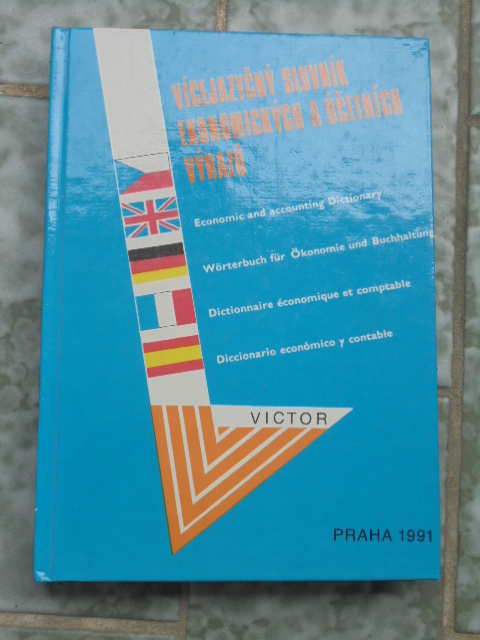 VÍCEJAZYČNÝ SLOVNÍK
EKONOMICKÝCH A ÚČETNÍCH
VÝRAZŮ
Economic and accounting Dictionary
Wörterbuch für Ökonomie und Buchhaltung
Dictionnaire économique et comptable
Diccionario económico y contable
VICTOR
PRAHA 1991